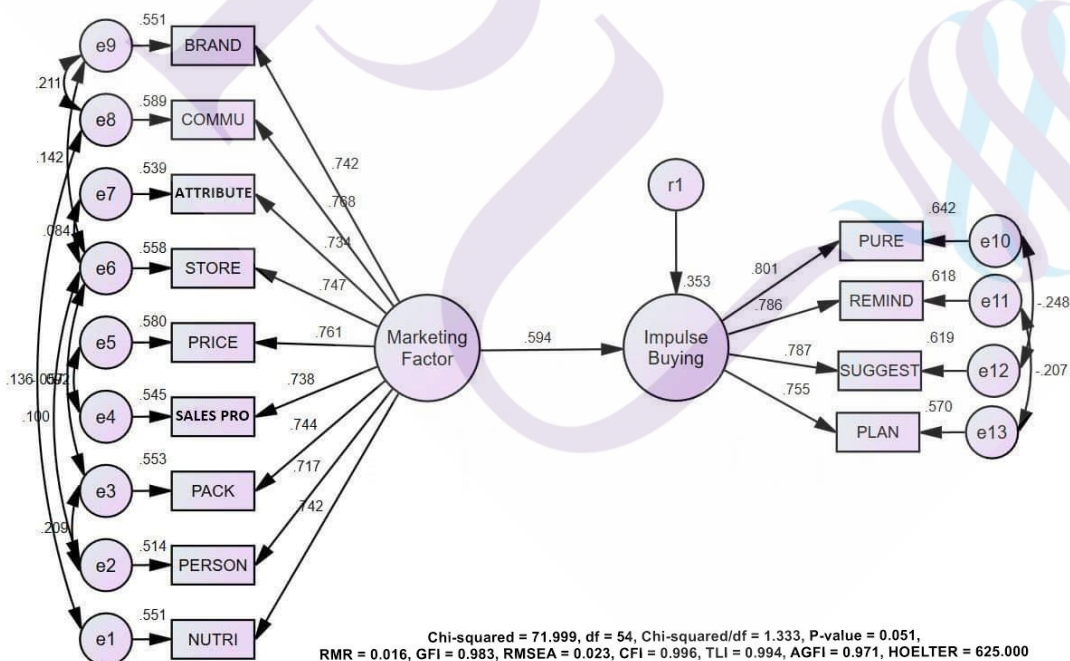 .551
e9 BRAND
.211
.589
e8 COMMU
.142
.539
e7 ATTRIBUTE
.084
.558
e6 STORE
.580
e5 PRICE
.136
.545
e4 SALES PRO
.100
.553
e3 PACK
.209
.514
e2 PERSON
.551
e1 NUTRI
.742
.768
.734
.747
.761
.738
.744
.717
.742
Marketing
Factor
.594
r1
.353
Impulse
Buying
.801
.786
.787
.755
.642
PURE e10
.618
REMIND e11
-.248
.619
SUGGEST e12
-.207
.570
PLAN e13
Chi-squared = 71.999, df = 54, Chi-squared/df = 1.333, P-value = 0.051,
RMR = 0.016, GFI = 0.983, RMSEA = 0.023, CFI = 0.996, TLI = 0.994, AGFI = 0.971, HOELTER = 625.000